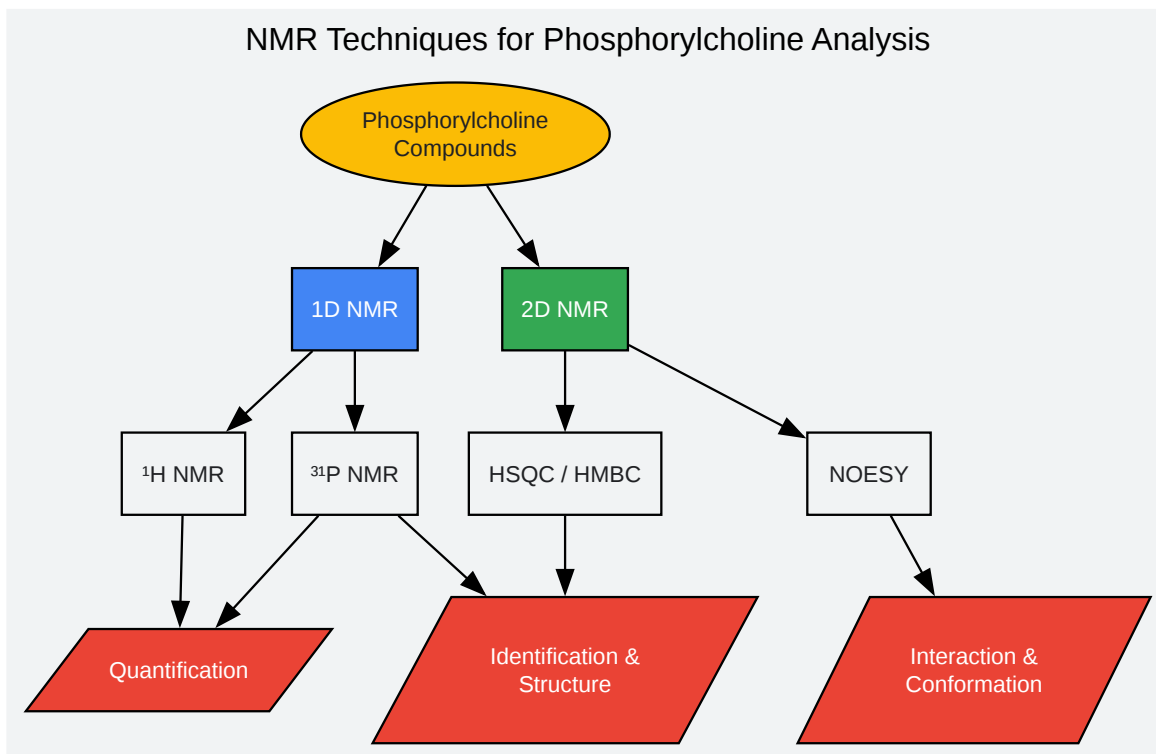 NMR Techniques for Phosphorylcholine Analysis
Phosphorylcholine
Compounds
1D NMR
2D NMR
¹H NMR
³¹P NMR
HSQC / HMBC
NOESY
Quantification
Identification &
Structure
Interaction &
Conformation